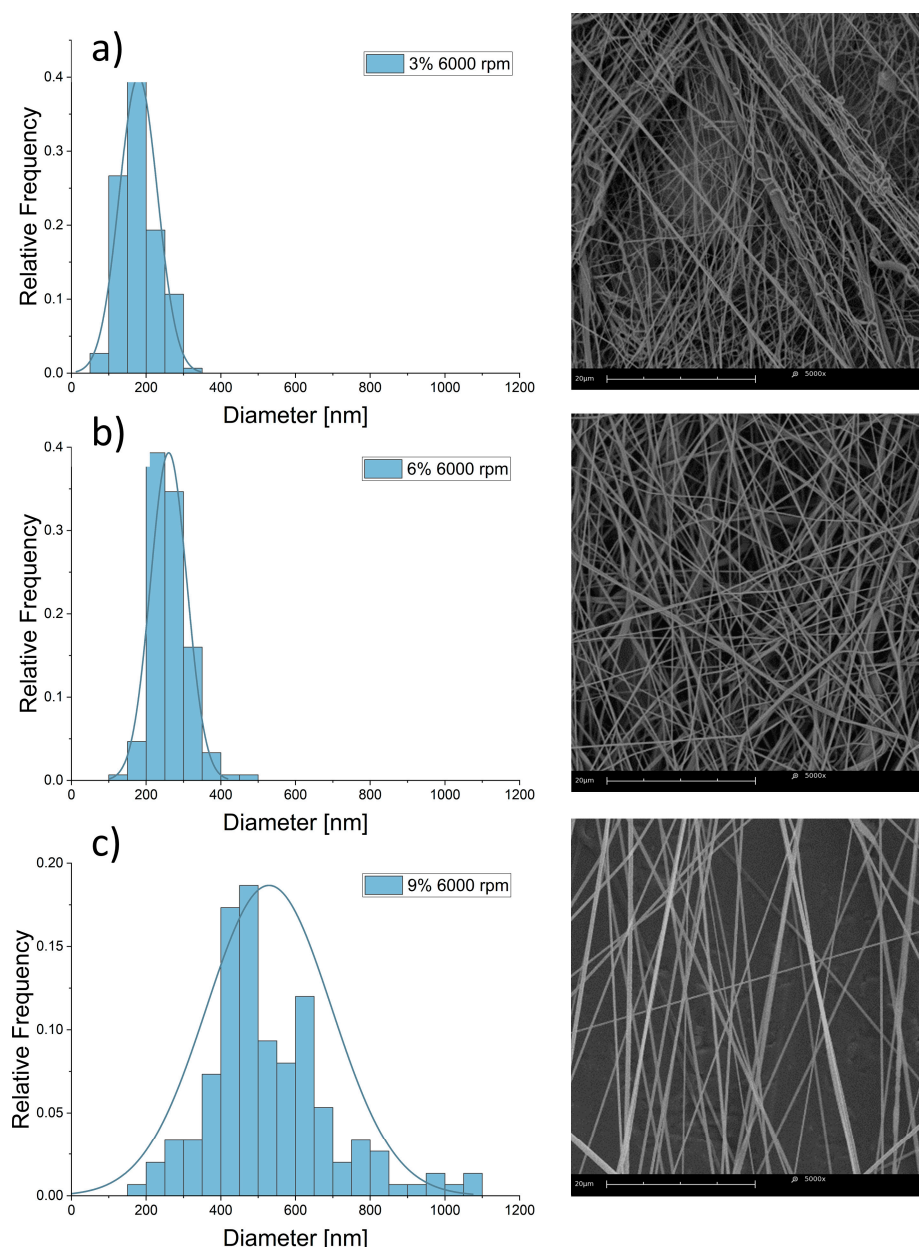 a)
3% 6000 rpm
Relative Frequency
0.4
0.3
0.2
0.1
0.0
0 200 400 600 800 1000 1200
Diameter [nm]
20µm 5000x
b)
6% 6000 rpm
Relative Frequency
0.4
0.3
0.2
0.1
0.0
0 200 400 600 800 1000 1200
Diameter [nm]
20µm 5000x
c)
9% 6000 rpm
Relative Frequency
0.20
0.15
0.10
0.05
0.00
0 200 400 600 800 1000 1200
Diameter [nm]
20µm 5000x